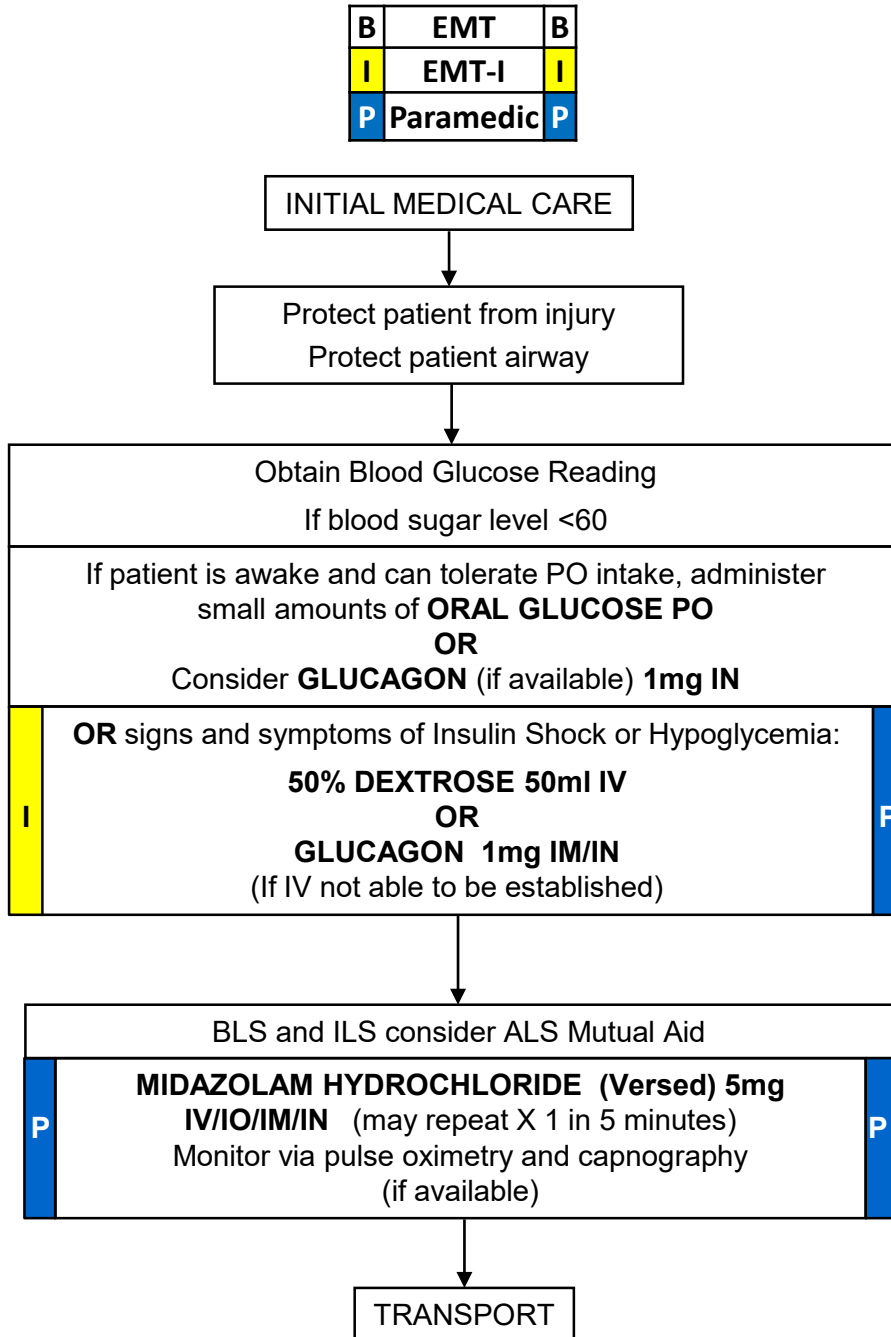 B EMT B
I EMT-I I
P Paramedic P
INITIAL MEDICAL CARE
Protect patient from injury
Protect patient airway
Obtain Blood Glucose Reading
If blood sugar level <60
If patient is awake and can tolerate PO intake, administer
small amounts of ORAL GLUCOSE PO
OR
Consider GLUCAGON (if available) 1mg IN
OR signs and symptoms of Insulin Shock or Hypoglycemia:
50% DEXTROSE 50ml IV
OR
I GLUCAGON 1mg IM/IN P
(If IV not able to be established)
BLS and ILS consider ALS Mutual Aid
MIDAZOLAM HYDROCHLORIDE (Versed) 5mg
P IV/IO/IM/IN (may repeat X 1 in 5 minutes) P
Monitor via pulse oximetry and capnography
(if available)
TRANSPORT